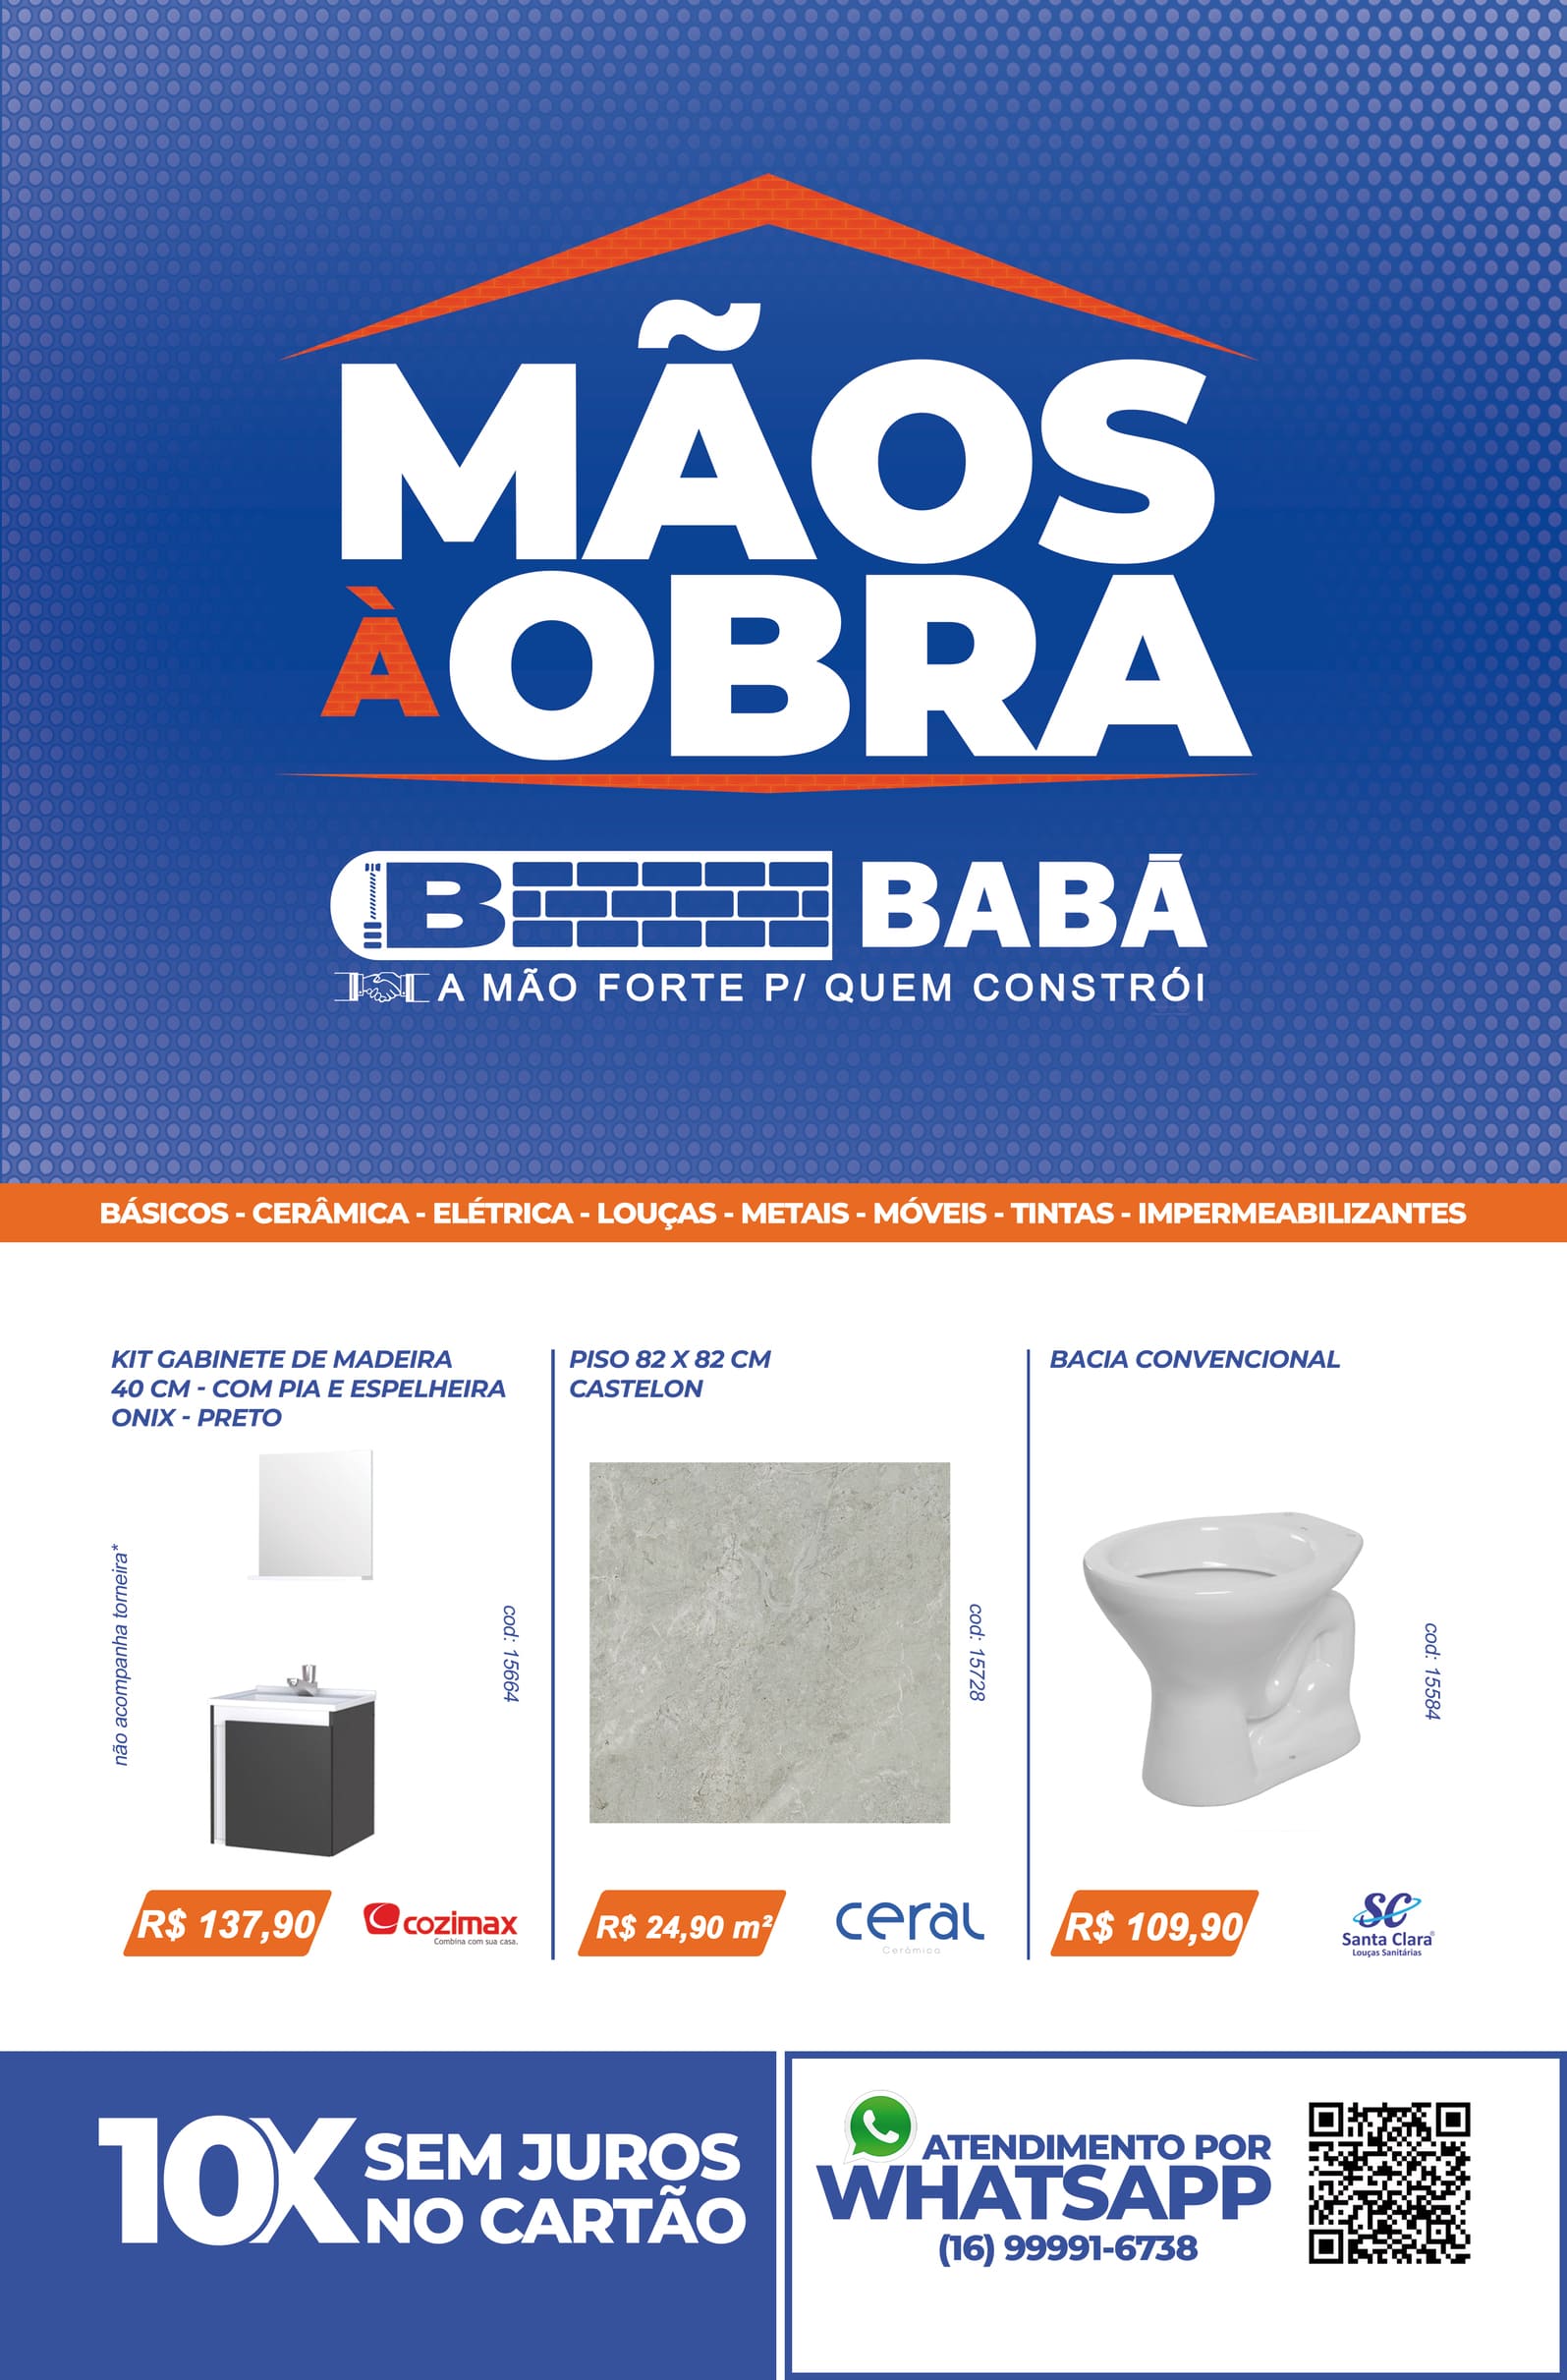 MÃOS
À OBRA
B BABÁ
A MÃO FORTE P/ QUEM CONSTRÓI
BÁSICOS - CERÂMICA - ELÉTRICA - LOUÇAS - METAIS - MÓVEIS - TINTAS - IMPERMEABILIZANTES
KIT GABINETE DE MADEIRA
40 CM - COM PIA E ESPELHEIRA
ONIX - PRETO
não acompanha torneira*
cod: 15664
R$ 137,90
cozimax
Combina com sua casa.
PISO 82 X 82 CM
CASTELON
cod: 15728
R$ 24,90 m²
ceral
Cerâmica
BACIA CONVENCIONAL
cod: 15584
R$ 109,90
SC
Santa Clara®
Louças Sanitárias
10X SEM JUROS
NO CARTÃO
ATENDIMENTO POR
WHATSAPP
(16) 99991-6738